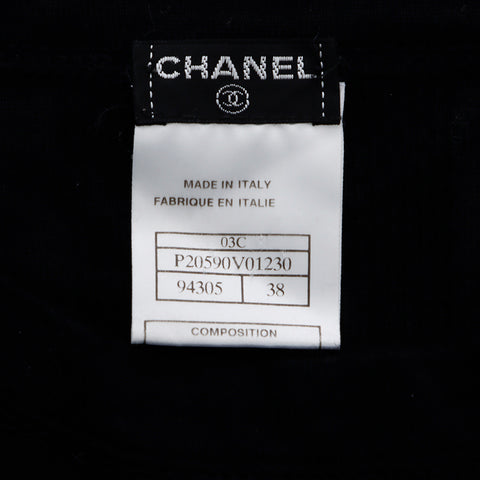 CHANEL
MADE IN ITALY
FABRIQUE EN ITALIE
03C
P20590V01230
94305 38
COMPOSITION